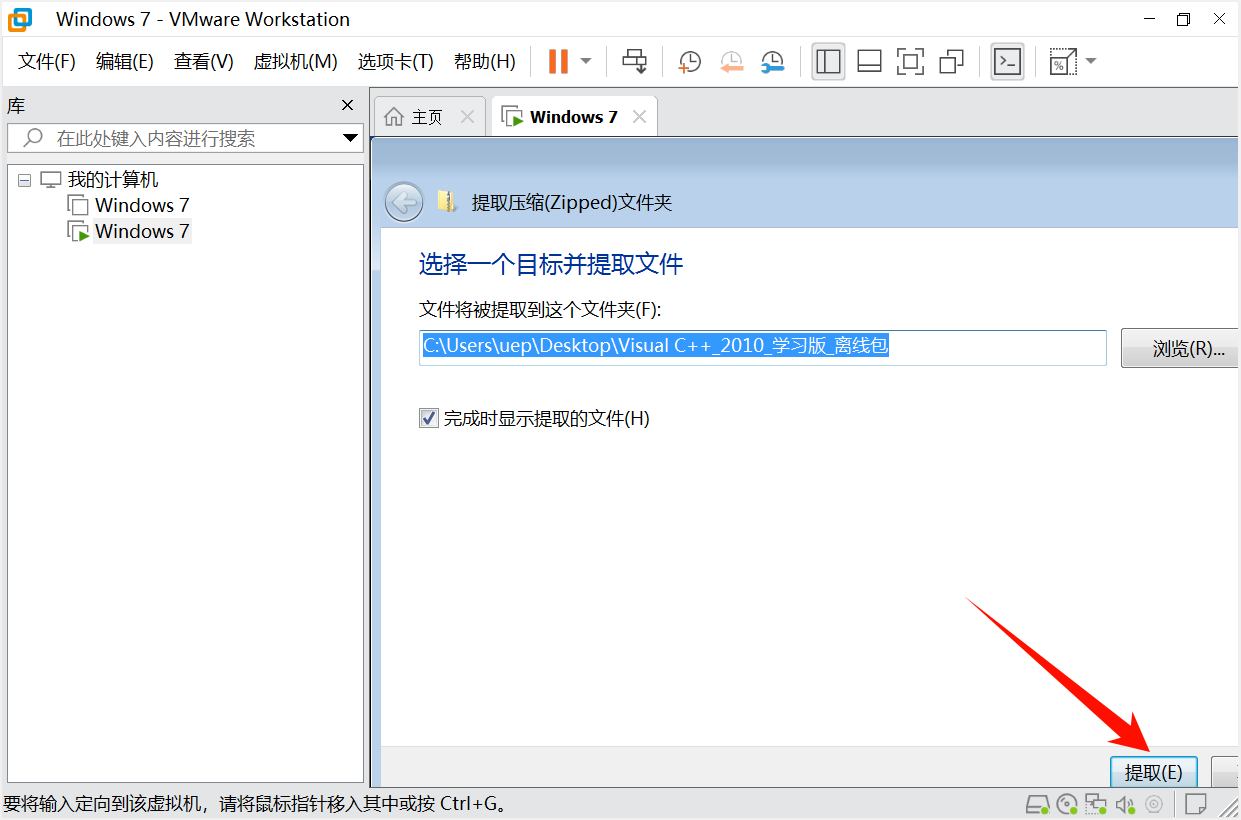 Windows 7 - VMware Workstation
文件(F) 编辑(E) 查看(V) 虚拟机(M) 选项卡(T) 帮助(H)
库
主页
Windows 7
在此处键入内容进行搜索
我的计算机
Windows 7
Windows 7
提取压缩(Zipped)文件夹
选择一个目标并提取文件
文件将被提取到这个文件夹(F):
C:\Users\uep\Desktop\Visual C++_2010_学习版_离线包
浏览(R)...
完成时显示提取的文件(H)
提取(E)
要将输入定向到该虚拟机，请将鼠标指针移入其中或按 Ctrl+G。